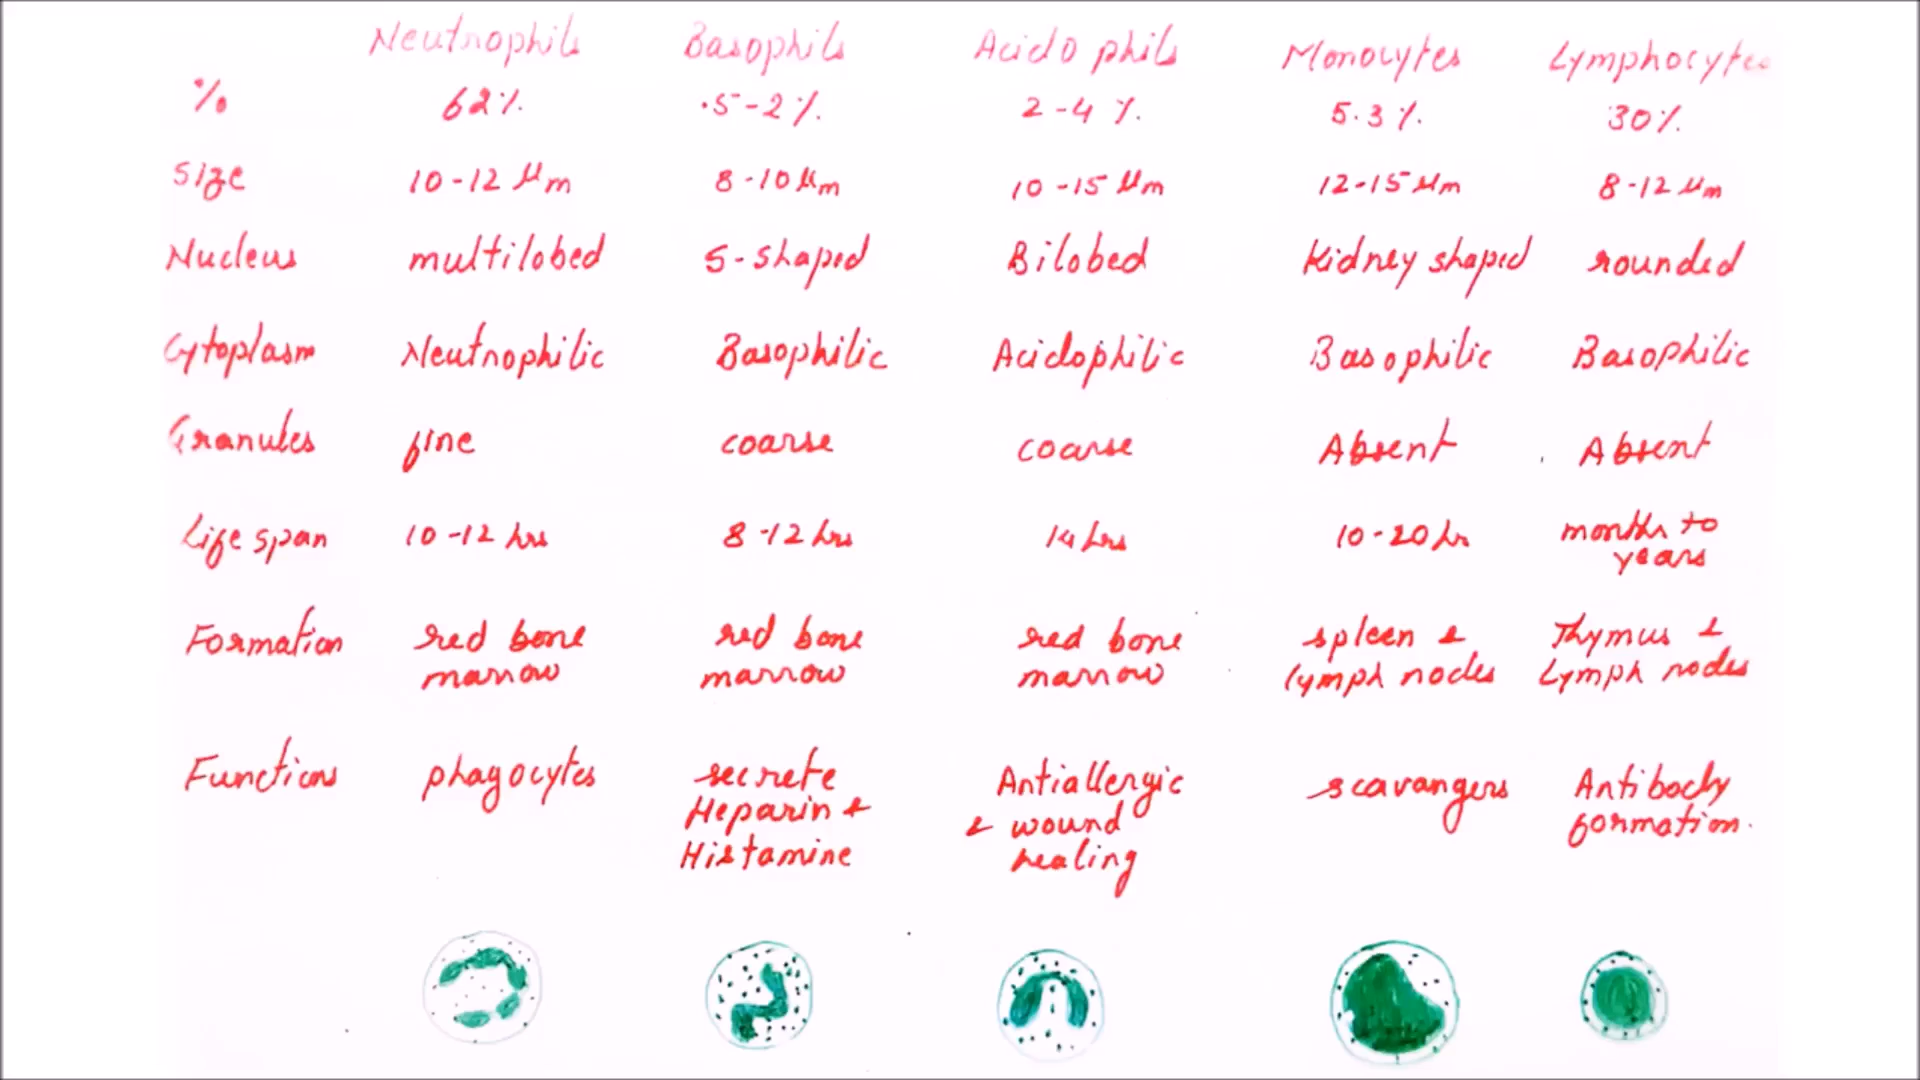 Neutrophils Basophils Acidophils Monocytes Lymphocytes
% 62% .5-2% 2-4% 5.3% 30%
Size 10-12 μm 8-10 μm 10-15 μm 12-15 μm 8-12 μm
Nucleus multilobed S-shaped Bilobed Kidney shaped rounded
Cytoplasm Neutrophilic Basophilic Acidophilic Basophilic Basophilic
Granules fine coarse coarse Absent Absent
Life span 10-12 hrs 8-12 hrs 14 hrs 10-20 hr months to
years
Formation red bone red bone red bone spleen & Thymus &
marrow marrow marrow lymph nodes Lymph nodes
Functions phagocytes secrete Antiallergic scavangers Antibody
Heparin & & wound formation.
Histamine healing